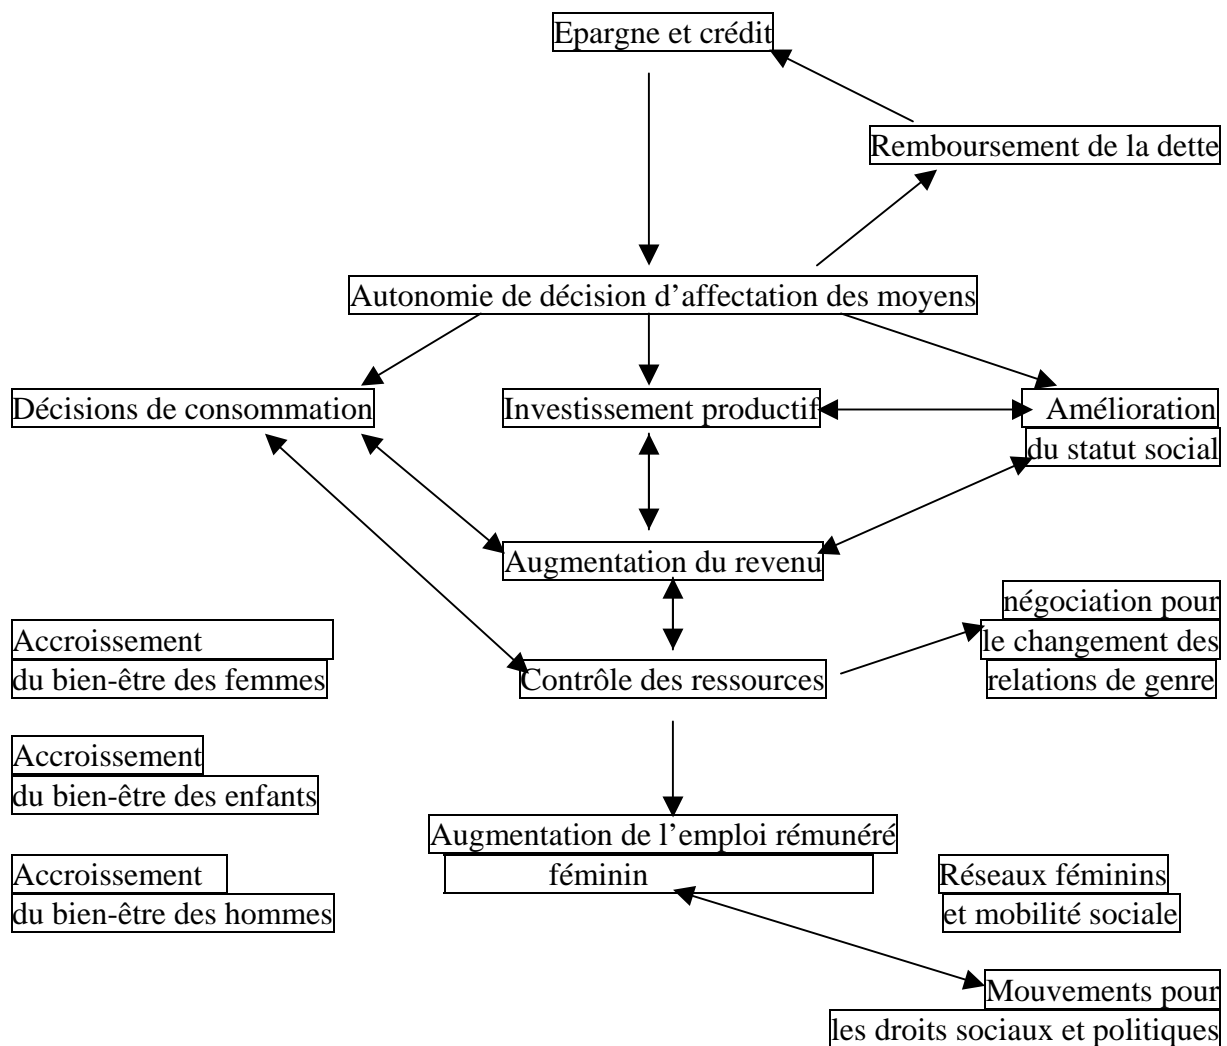 Epargne et crédit
Remboursement de la dette
Autonomie de décision d’affectation des moyens
Décisions de consommation
Investissement productif
Amélioration
du statut social
Augmentation du revenu
négociation pour
le changement des
relations de genre
Accroissement
du bien-être des femmes
Contrôle des ressources
Accroissement
du bien-être des enfants
Augmentation de l’emploi rémunéré
féminin
Accroissement
du bien-être des hommes
Réseaux féminins
et mobilité sociale
Mouvements pour
les droits sociaux et politiques